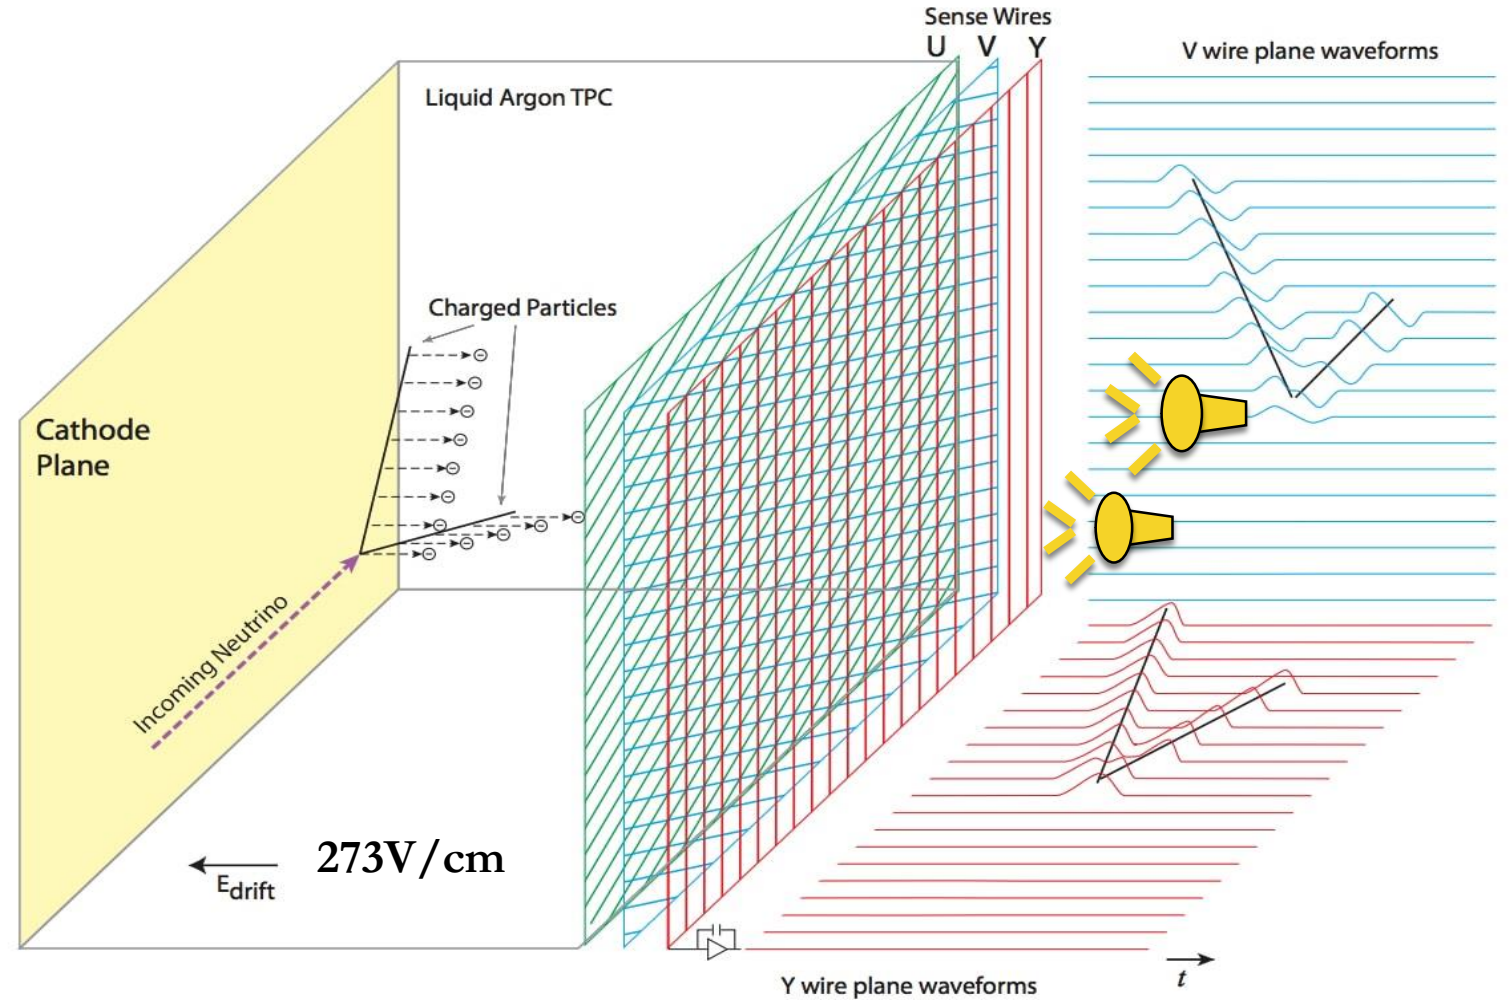 Sense Wires
U V Y
V wire plane waveforms
Liquid Argon TPC
Charged Particles
Cathode
Plane
Incoming Neutrino
273V/cm
Edrift
t
Y wire plane waveforms